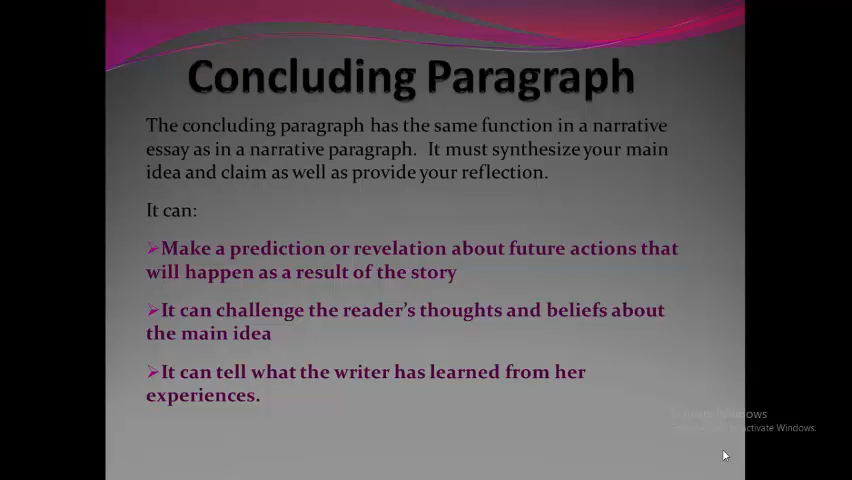 Concluding Paragraph
The concluding paragraph has the same function in a narrative
essay as in a narrative paragraph. It must synthesize your main
idea and claim as well as provide your reflection.
It can:
➢Make a prediction or revelation about future actions that
will happen as a result of the story
➢It can challenge the reader's thoughts and beliefs about
the main idea
➢It can tell what the writer has learned from her
experiences.
Windows
activate Windows.